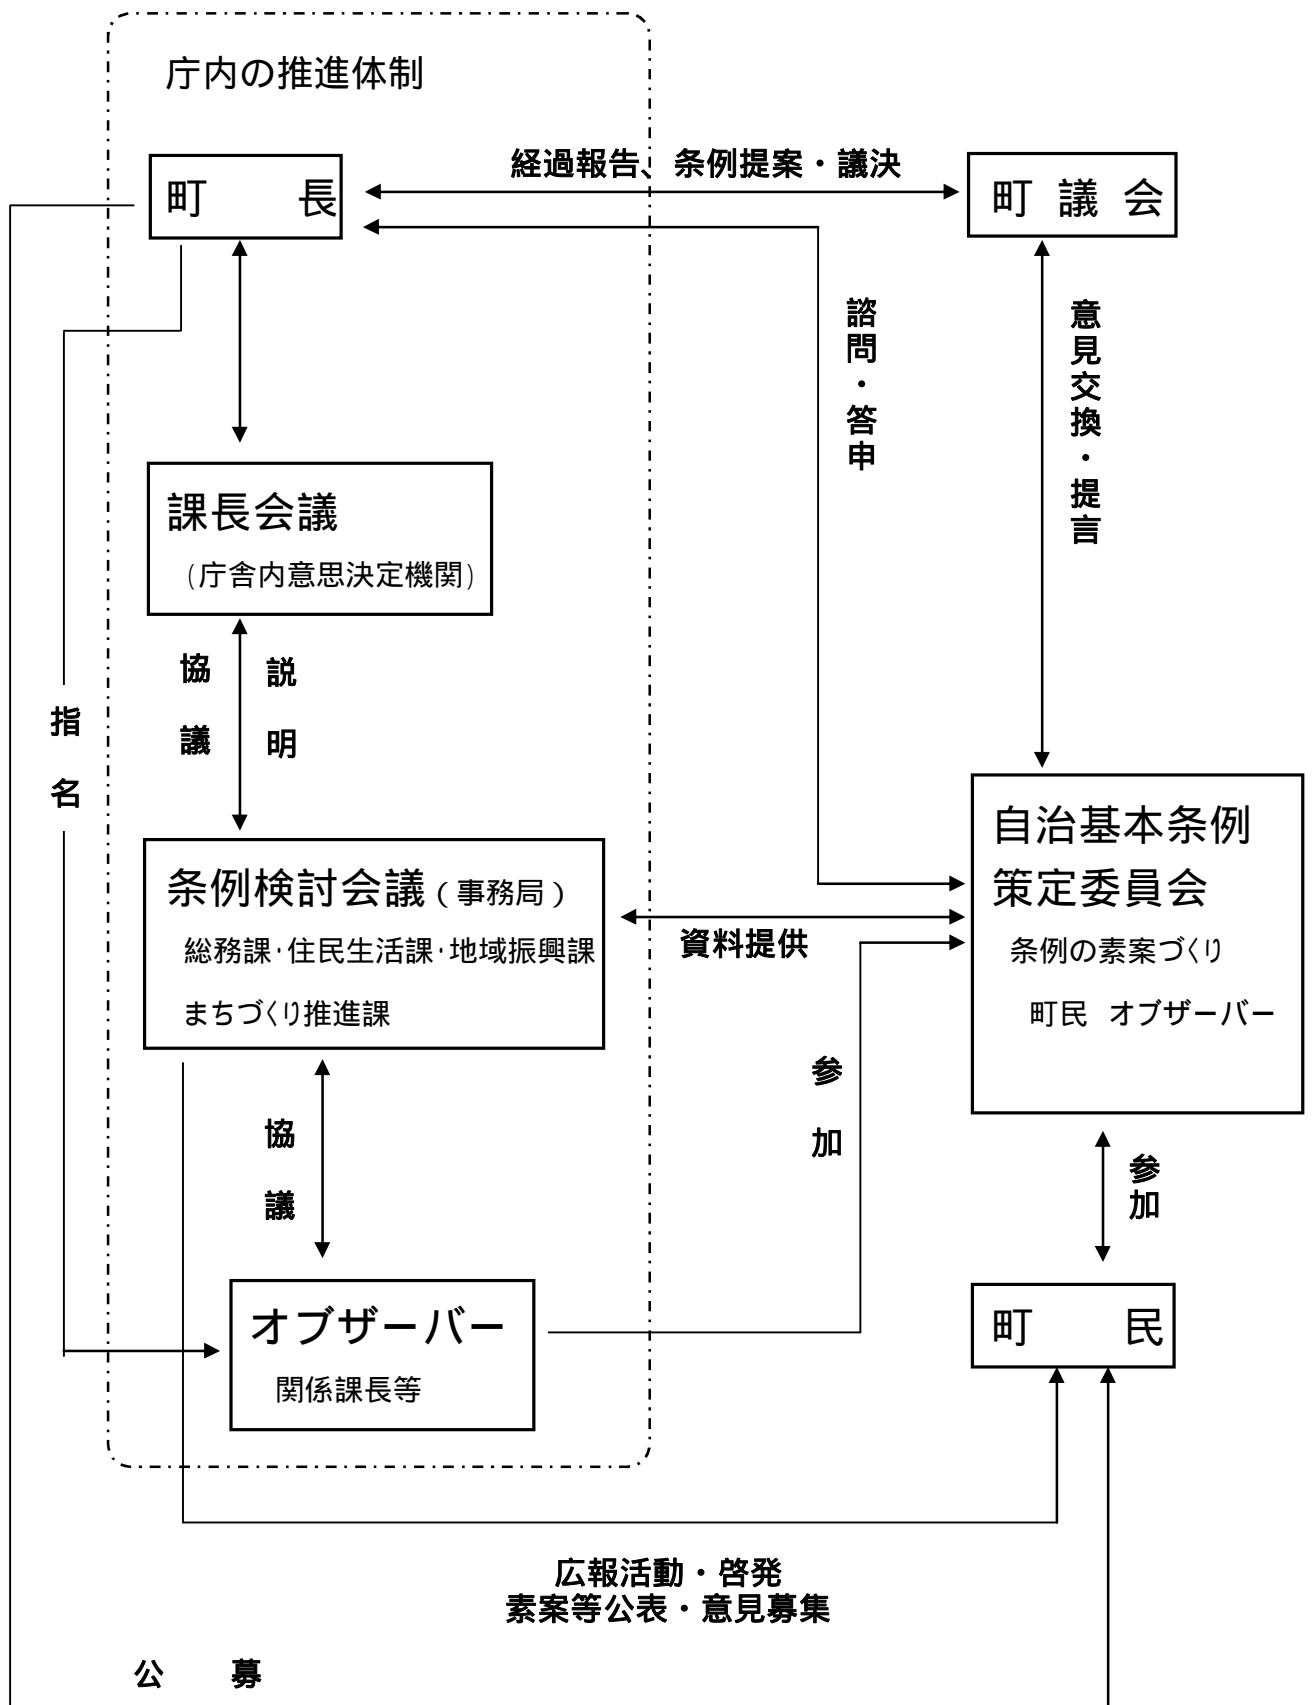 庁内の推進体制
経過報告、条例提案・議決
町　　長
町 議 会
諮問・答申
意見交換・提言
課長会議
（庁舎内意思決定機関）
協議
説明
指名
条例検討会議（事務局）
総務課・住民生活課・地域振興課
まちづくり推進課
資料提供
自治基本条例
策定委員会
条例の素案づくり
町民　オブザーバー
参加
協議
参加
オブザーバー
関係課長等
町　　民
広報活動・啓発
素案等公表・意見募集
公　　募